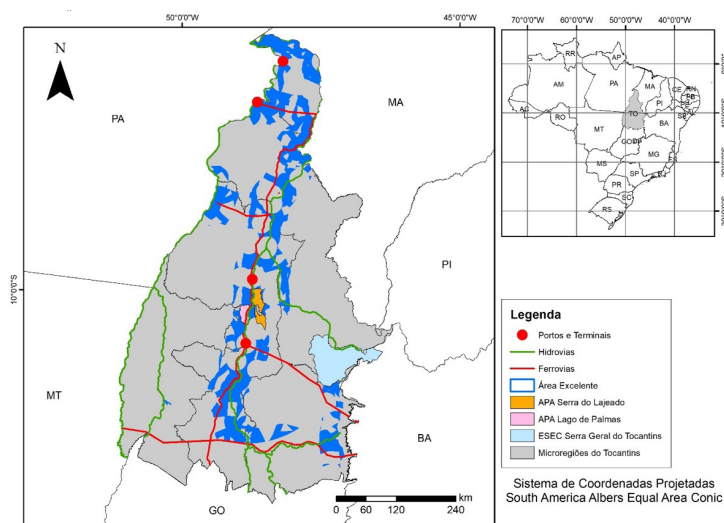 50°0'0"O
45°0'0"O
N
PA
MA
10°0'0"S
PI
MT
BA
GO
km
0 60 120 240
70°0'0"W 60°0'0"W 50°0'0"W 40°0'0"W
RR
AP
AM
PA
MA
CE
RN
PB
PI
AC
TO
RO
BA
MT
GO
DF
MG
ES
MS
SP
RJ
PR
SC
RS
Legenda
Portos e Terminais
Hidrovias
Ferrovias
Área Excelente
APA Serra do Lajeado
APA Lago de Palmas
ESEC Serra Geral do Tocantins
Microregiões do Tocantins
Sistema de Coordenadas Projetadas
South America Albers Equal Area Conic